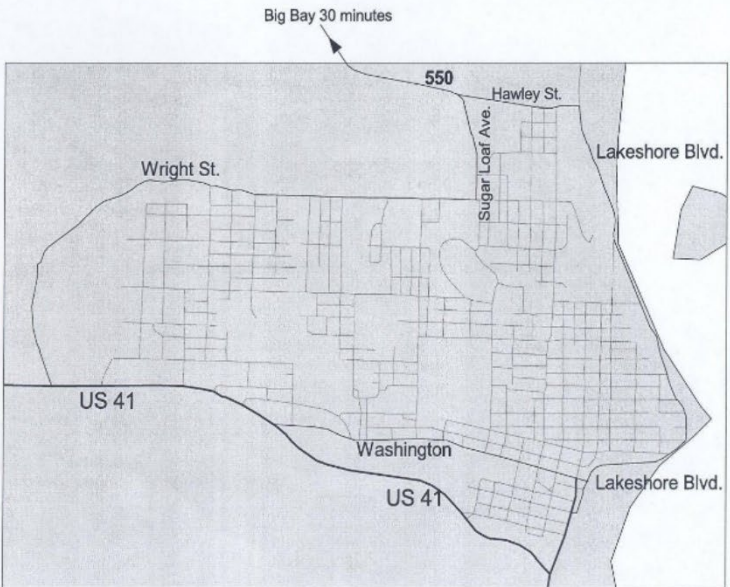 Big Bay 30 minutes
550
Hawley St.
Sugar Loaf Ave.
Lakeshore Blvd.
Wright St.
US 41
Washington
US 41
Lakeshore Blvd.